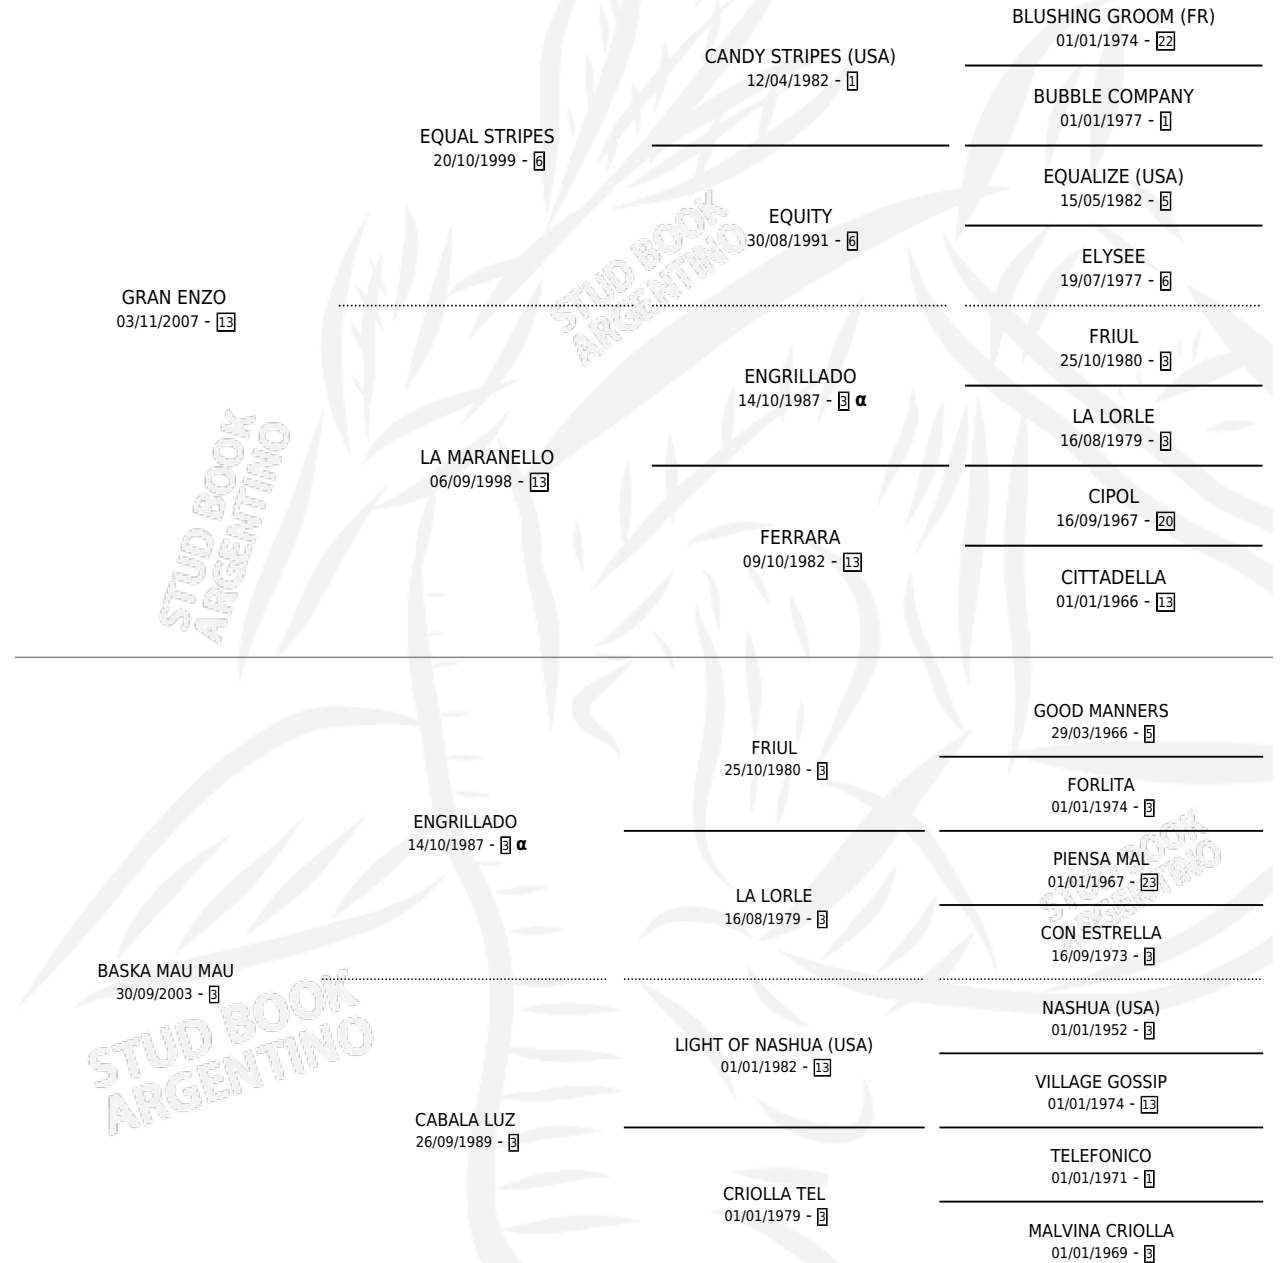 BLUSHING GROOM (FR)
01/01/1974 - 22
CANDY STRIPES (USA)
12/04/1982 - 1
BUBBLE COMPANY
01/01/1977 - 1
EQUAL STRIPES
20/10/1999 - 6
EQUALIZE (USA)
15/05/1982 - 5
EQUITY
30/08/1991 - 6
ELYSEE
19/07/1977 - 6
GRAN ENZO
03/11/2007 - 13
FRIUL
25/10/1980 - 3
ENGRILLADO
14/10/1987 - 3 α
LA LORLE
16/08/1979 - 3
LA MARANELLO
06/09/1998 - 13
CIPOL
16/09/1967 - 20
FERRARA
09/10/1982 - 13
CITTADELLA
01/01/1966 - 13
GOOD MANNERS
29/03/1966 - 5
FRIUL
25/10/1980 - 3
FORLITA
01/01/1974 - 3
ENGRILLADO
14/10/1987 - 3 α
PIENSA MAL
01/01/1967 - 23
LA LORLE
16/08/1979 - 3
CON ESTRELLA
16/09/1973 - 3
BASKA MAU MAU
30/09/2003 - 3
NASHUA (USA)
01/01/1952 - 3
LIGHT OF NASHUA (USA)
01/01/1982 - 13
VILLAGE GOSSIP
01/01/1974 - 13
CABALA LUZ
26/09/1989 - 3
TELEFONICO
01/01/1971 - 1
CRIOLLA TEL
01/01/1979 - 3
MALVINA CRIOLLA
01/01/1969 - 3
STUD BOOK
ARGENTINO
STUD BOOK
ARGENTINO
STUD BOOK
ARGENTINO
STUD BOOK
ARGENTINO